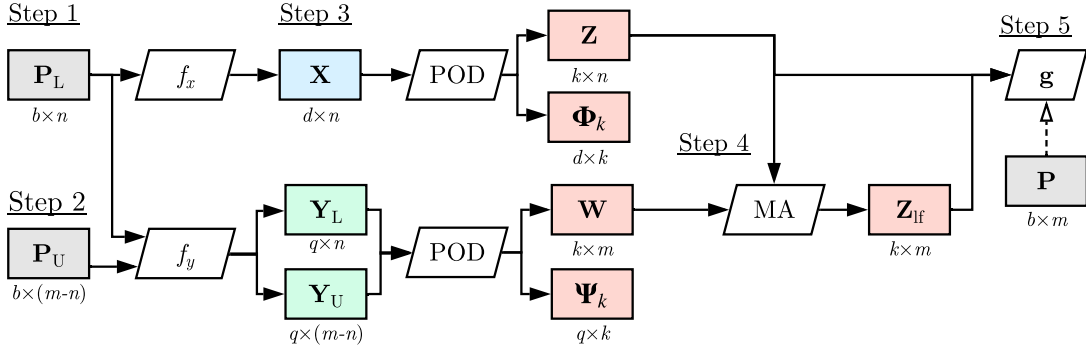 Step 1
P_L
b×n
f_x
Step 3
X
d×n
POD
Z
k×n
Φ_k
d×k
Step 5
g
P
b×m
Step 2
P_U
b×(m-n)
f_y
Y_L
q×n
Y_U
q×(m-n)
POD
W
k×m
Ψ_k
q×k
Step 4
MA
Z_lf
k×m